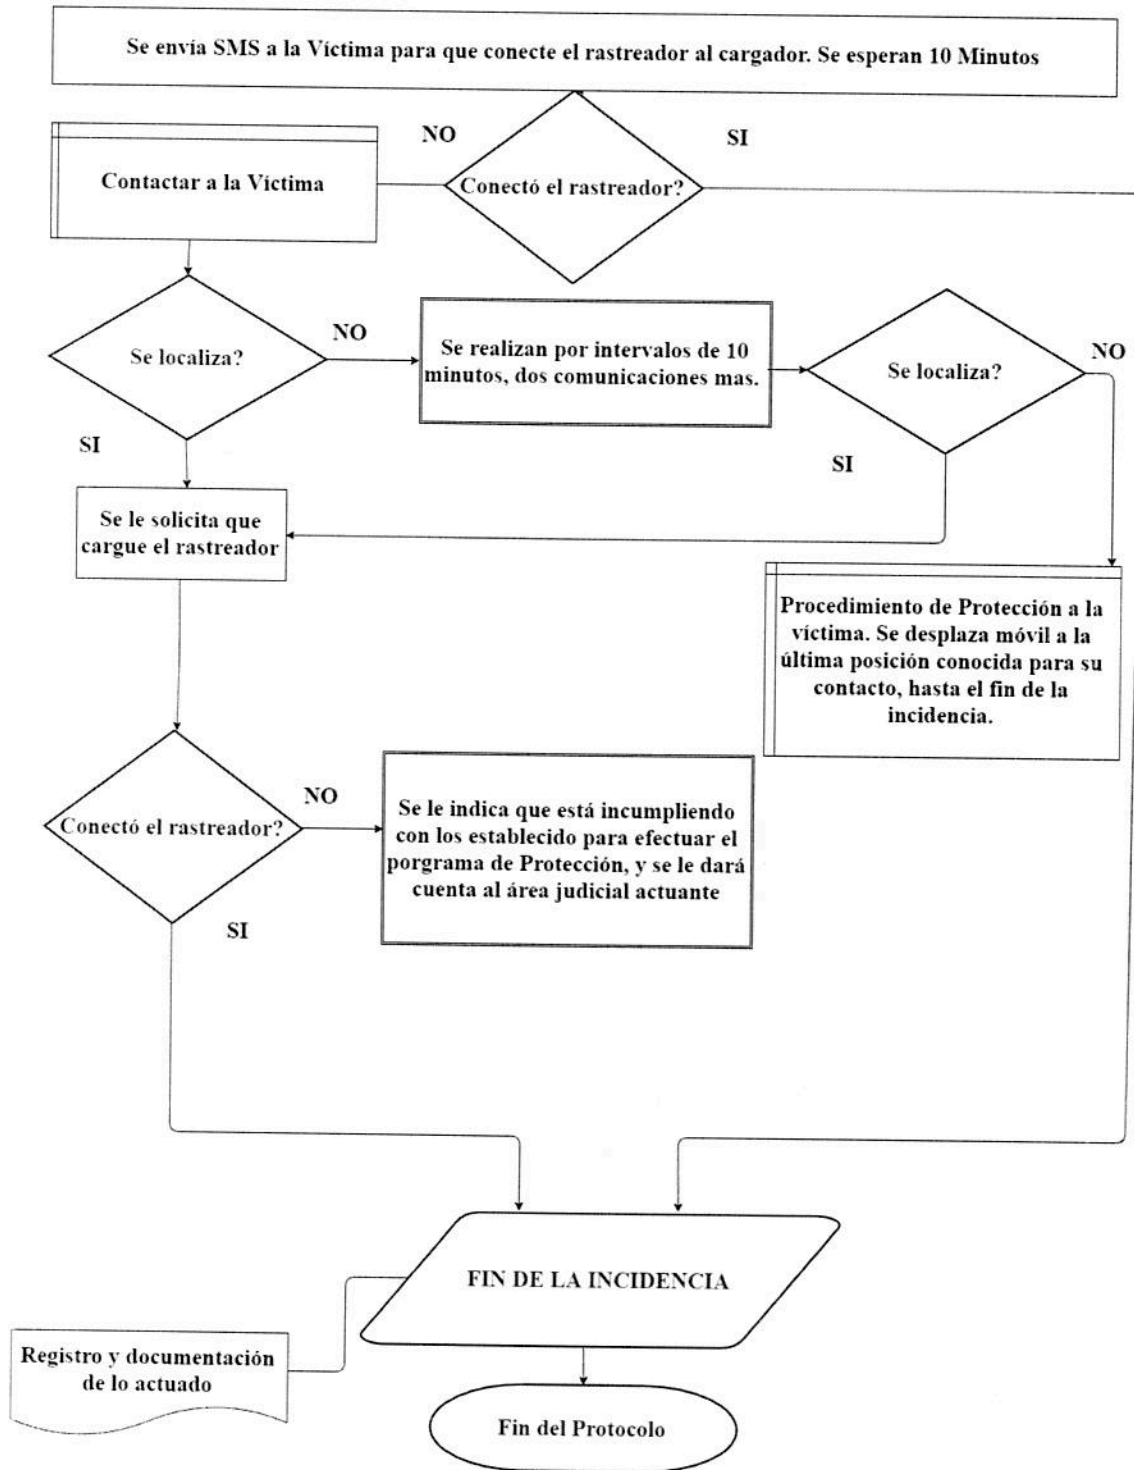 Se envía SMS a la Víctima para que conecte el rastreador al cargador. Se esperan 10 Minutos
NO
SI
Contactar a la Víctima
Conectó el rastreador?
Se localiza?
NO
Se realizan por intervalos de 10
minutos, dos comunicaciones mas.
Se localiza?
NO
SI
SI
Se le solicita que
cargue el rastreador
Procedimiento de Protección a la
víctima. Se desplaza móvil a la
última posición conocida para su
contacto, hasta el fin de la
incidencia.
Conectó el rastreador?
NO
Se le indica que está incumpliendo
con los establecido para efectuar el
porgrama de Protección, y se le dará
cuenta al área judicial actuante
SI
FIN DE LA INCIDENCIA
Registro y documentación
de lo actuado
Fin del Protocolo